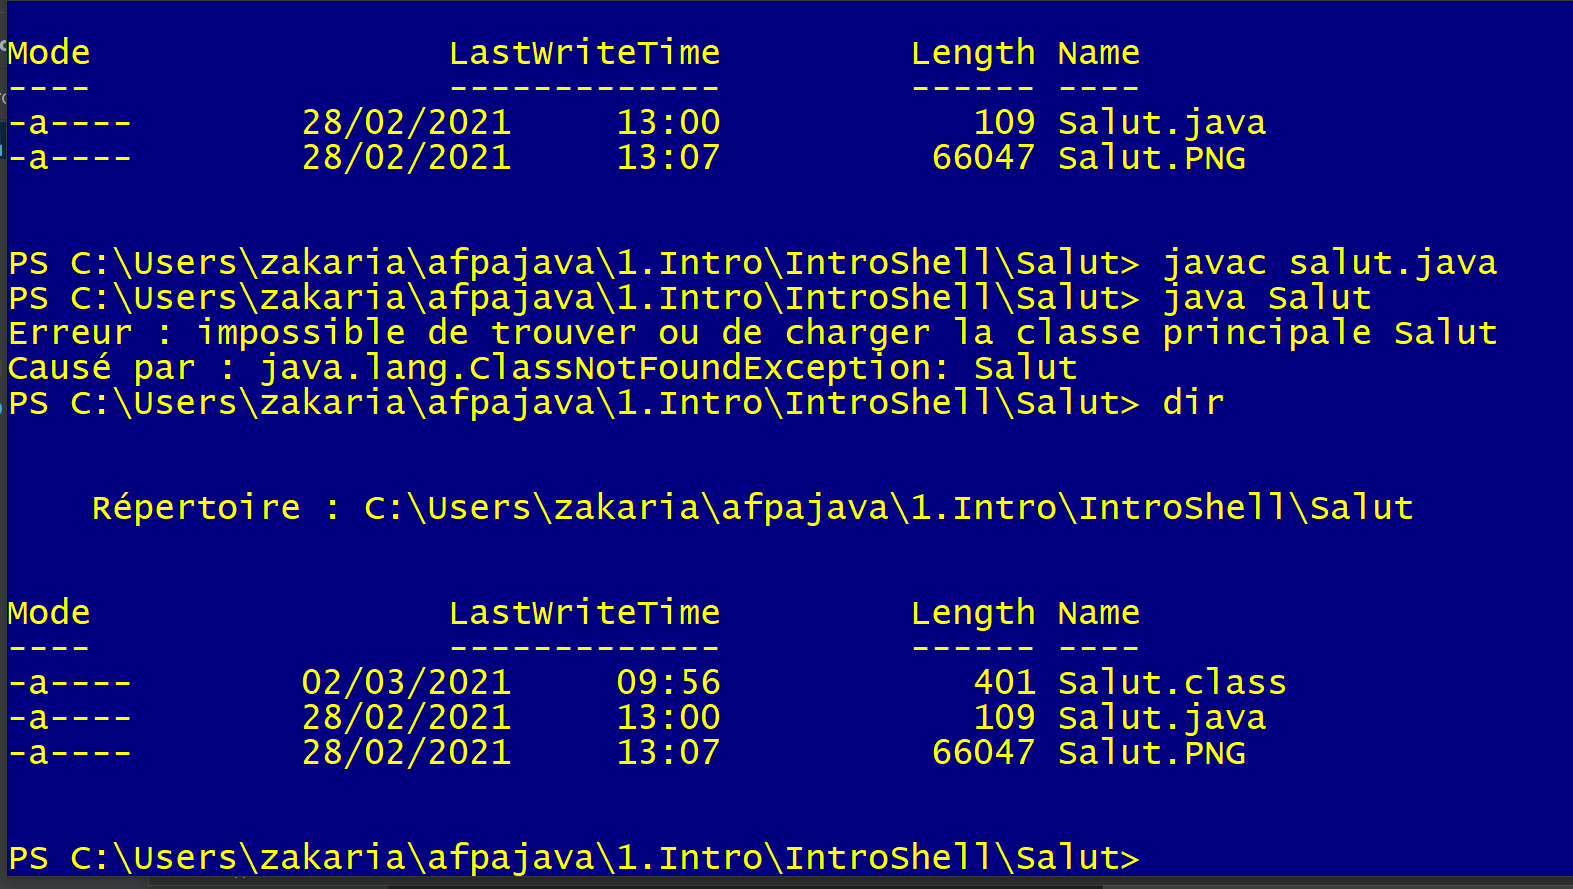 Mode LastWriteTime Length Name
---- ------------- ------ ----
-a---- 28/02/2021 13:00 109 Salut.java
-a---- 28/02/2021 13:07 66047 Salut.PNG
PS C:\Users\zakaria\afpajava\1.Intro\IntroShell\Salut> javac salut.java
PS C:\Users\zakaria\afpajava\1.Intro\IntroShell\Salut> java Salut
Erreur : impossible de trouver ou de charger la classe principale Salut
Causé par : java.lang.ClassNotFoundException: Salut
PS C:\Users\zakaria\afpajava\1.Intro\IntroShell\Salut> dir
Répertoire : C:\Users\zakaria\afpajava\1.Intro\IntroShell\Salut
Mode LastWriteTime Length Name
---- ------------- ------ ----
-a---- 02/03/2021 09:56 401 Salut.class
-a---- 28/02/2021 13:00 109 Salut.java
-a---- 28/02/2021 13:07 66047 Salut.PNG
PS C:\Users\zakaria\afpajava\1.Intro\IntroShell\Salut>